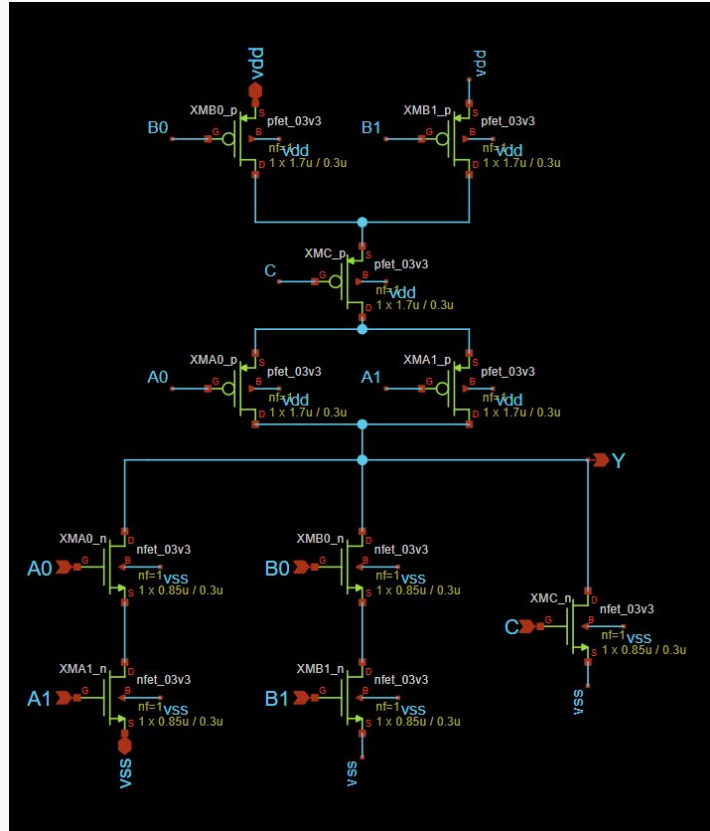 vdd
vdd
XMB0_p
S
pfet_03v3
B0
G
B
nf=1
vdd
D
1 x 1.7u / 0.3u
XMB1_p
S
pfet_03v3
B1
G
B
nf=1
vdd
D
1 x 1.7u / 0.3u
XMC_p
S
pfet_03v3
C
G
B
nf=1
vdd
D
1 x 1.7u / 0.3u
XMA0_p
S
pfet_03v3
A0
G
B
nf=1
vdd
D
1 x 1.7u / 0.3u
XMA1_p
S
pfet_03v3
A1
G
B
nf=1
vdd
D
1 x 1.7u / 0.3u
Y
XMA0_n
D
nfet_03v3
A0
G
B
nf=1
vss
S
1 x 0.85u / 0.3u
XMB0_n
D
nfet_03v3
B0
G
B
nf=1
vss
S
1 x 0.85u / 0.3u
XMC_n
D
nfet_03v3
C
G
B
nf=1
vss
S
1 x 0.85u / 0.3u
vss
XMA1_n
D
nfet_03v3
A1
G
B
nf=1
vss
S
1 x 0.85u / 0.3u
vss
XMB1_n
D
nfet_03v3
B1
G
B
nf=1
vss
S
1 x 0.85u / 0.3u
vss